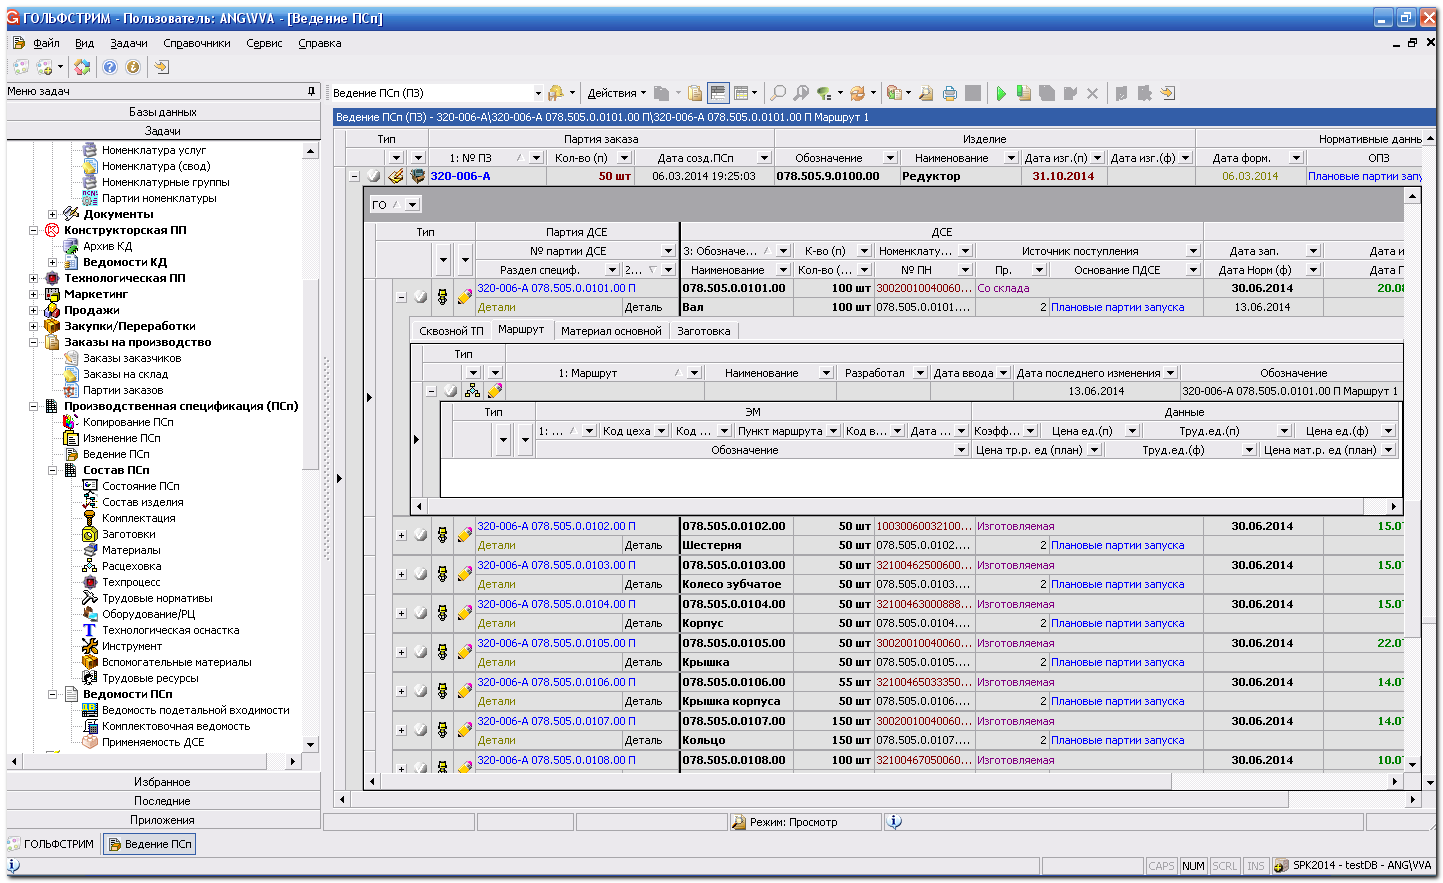 ГОЛЬФСТРИМ - Пользователь: ANG\VVA - [Ведение ПСп]
Файл Вид Задачи Справочники Сервис Справка
Меню задач
Базы данных
Задачи
Номенклатура услуг
Номенклатура (свод)
Номенклатурные группы
Партии номенклатуры
Документы
Конструкторская ПП
Архив КД
Ведомости КД
Технологическая ПП
Маркетинг
Продажи
Закупки/Переработки
Заказы на производство
Заказы заказчиков
Заказы на склад
Партии заказов
Производственная спецификация (ПСп)
Копирование ПСп
Изменение ПСп
Ведение ПСп
Состав ПСп
Состояние ПСп
Состав изделия
Комплектация
Заготовки
Материалы
Расцеховка
Техпроцесс
Трудовые нормативы
Оборудование/РЦ
Технологическая оснастка
Инструмент
Вспомогательные материалы
Трудовые ресурсы
Ведомости ПСп
Ведомость подетальной входимости
Комплектовочная ведомость
Применяемость ДСЕ
Избранное
Последние
Приложения
Ведение ПСп (ПЗ) Действия
Ведение ПСп (ПЗ) - 320-006-А\320-006-А 078.505.0.0101.00 П\320-006-А 078.505.0.0101.00 П Маршрут 1
Тип Партия заказа Изделие Нормативные данн
1: № ПЗ Кол-во (п) Дата созд.ПСп Обозначение Наименование Дата изг.(п) Дата изг.(ф) Дата форм. ОПЗ
320-006-А 50 шт 06.03.2014 19:25:03 078.505.9.0100.00 Редуктор 31.10.2014 06.03.2014 Плановые партии запу
ГО
Тип Партия ДСЕ ДСЕ
№ партии ДСЕ 3: Обозначе... К-во (п) Номенклату... Источник поступления Дата зап. Дата и
Раздел специф. 2... Наименование Кол-во (... № ПН Пр. Основание ПДСЕ Дата Норм (ф) Дата Г
320-006-А 078.505.0.0101.00 П 078.505.0.0101.00 100 шт 30020010040060... Со склада 30.06.2014 20.08
Детали Деталь Вал 100 шт 078.505.0.0101.... 2 Плановые партии запуска 13.06.2014
Сквозной ТП Маршрут Материал основной Заготовка
Тип
1: Маршрут Наименование Разработал Дата ввода Дата последнего изменения Обозначение
13.06.2014 320-006-А 078.505.0.0101.00 П Маршрут 1
Тип ЭМ Данные
1: ... Код цеха Код ... Пункт маршрута Код в... Дата ... Коэфф... Цена ед.(п) Труд.ед.(п) Цена ед.(ф)
Обозначение Цена тр.р. ед (план) Труд.ед.(ф) Цена мат.р. ед (план)
320-006-А 078.505.0.0102.00 П 078.505.0.0102.00 50 шт 10030060032100... Изготовляемая 30.06.2014 15.0
Детали Деталь Шестерня 50 шт 078.505.0.0102.... 2 Плановые партии запуска
320-006-А 078.505.0.0103.00 П 078.505.0.0103.00 50 шт 32100462500600... Изготовляемая 30.06.2014 15.0
Детали Деталь Колесо зубчатое 50 шт 078.505.0.0103.... 2 Плановые партии запуска
320-006-А 078.505.0.0104.00 П 078.505.0.0104.00 50 шт 32100463000888... Изготовляемая 30.06.2014 15.0
Детали Деталь Корпус 50 шт 078.505.0.0104.... 2 Плановые партии запуска
320-006-А 078.505.0.0105.00 П 078.505.0.0105.00 50 шт 30020010040060... Изготовляемая 30.06.2014 22.0
Детали Деталь Крышка 50 шт 078.505.0.0105.... 2 Плановые партии запуска
320-006-А 078.505.0.0106.00 П 078.505.0.0106.00 55 шт 32100465033350... Изготовляемая 30.06.2014 14.0
Детали Деталь Крышка корпуса 50 шт 078.505.0.0106.... 2 Плановые партии запуска
320-006-А 078.505.0.0107.00 П 078.505.0.0107.00 150 шт 30020010040060... Изготовляемая 30.06.2014 14.0
Детали Деталь Кольцо 150 шт 078.505.0.0107.... 2 Плановые партии запуска
320-006-А 078.505.0.0108.00 П 078.505.0.0108.00 100 шт 32100467050060... Изготовляемая 30.06.2014 10.0
Режим: Просмотр
ГОЛЬФСТРИМ Ведение ПСп
CAPS NUM SCRL INS SPK2014 - testDB - ANG\VVA